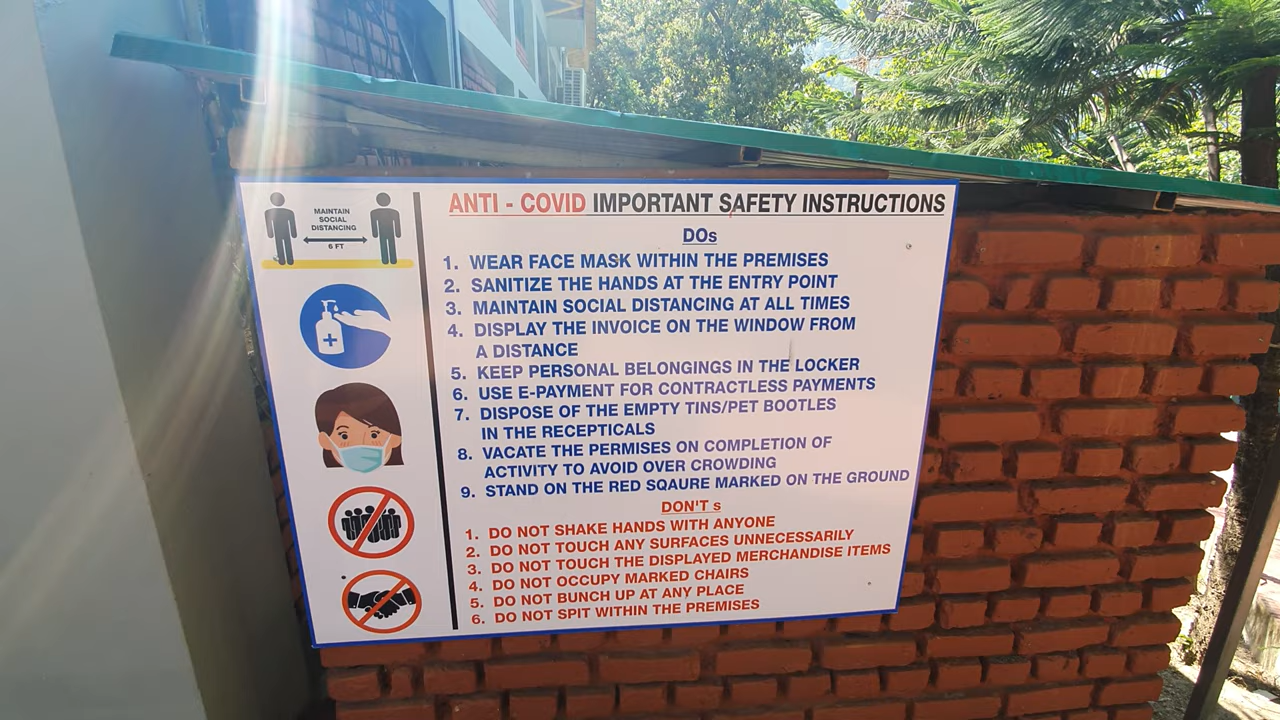 MAINTAIN
SOCIAL
DISTANCING
6 FT
ANTI - COVID IMPORTANT SAFETY INSTRUCTIONS
DOs
1. WEAR FACE MASK WITHIN THE PREMISES
2. SANITIZE THE HANDS AT THE ENTRY POINT
3. MAINTAIN SOCIAL DISTANCING AT ALL TIMES
4. DISPLAY THE INVOICE ON THE WINDOW FROM
A DISTANCE
5. KEEP PERSONAL BELONGINGS IN THE LOCKER
6. USE E-PAYMENT FOR CONTRACTLESS PAYMENTS
7. DISPOSE OF THE EMPTY TINS/PET BOOTLES
IN THE RECEPTICALS
8. VACATE THE PERMISES ON COMPLETION OF
ACTIVITY TO AVOID OVER CROWDING
9. STAND ON THE RED SQAURE MARKED ON THE GROUND
DON'T s
1. DO NOT SHAKE HANDS WITH ANYONE
2. DO NOT TOUCH ANY SURFACES UNNECESSARILY
3. DO NOT TOUCH THE DISPLAYED MERCHANDISE ITEMS
4. DO NOT OCCUPY MARKED CHAIRS
5. DO NOT BUNCH UP AT ANY PLACE
6. DO NOT SPIT WITHIN THE PREMISES